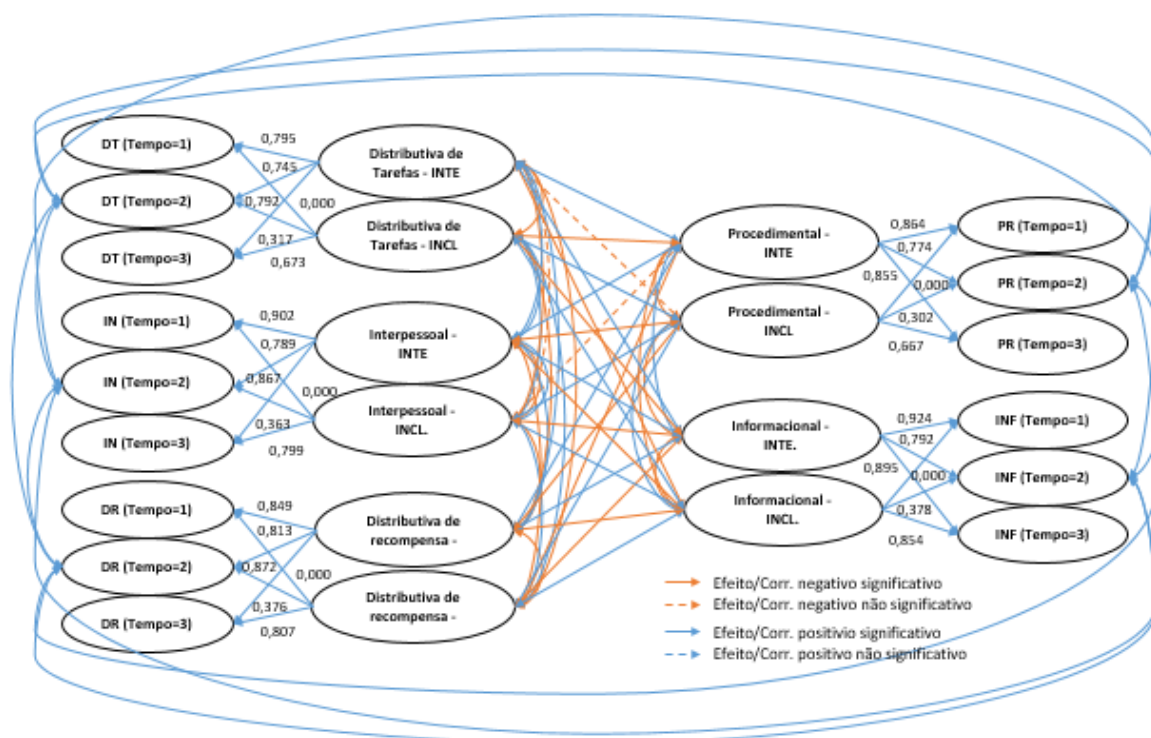 DT (Tempo=1)
DT (Tempo=2)
DT (Tempo=3)
IN (Tempo=1)
IN (Tempo=2)
IN (Tempo=3)
DR (Tempo=1)
DR (Tempo=2)
DR (Tempo=3)
0,795
0,745
0,792
0,000
0,317
0,673
0,902
0,789
0,867
0,000
0,363
0,799
0,849
0,813
0,872
0,000
0,376
0,807
Distributiva de
Tarefas - INTE
Distributiva de
Tarefas - INCL
Interpessoal -
INTE
Interpessoal -
INCL.
Distributiva de
recompensa -
Distributiva de
recompensa -
Procedimental -
INTE
Procedimental -
INCL
Informacional -
INTE.
Informacional -
INCL.
0,864
0,774
0,855
0,000
0,302
0,667
0,924
0,792
0,895
0,000
0,378
0,854
PR (Tempo=1)
PR (Tempo=2)
PR (Tempo=3)
INF (Tempo=1)
INF (Tempo=2)
INF (Tempo=3)
Efeito/Corr. negativo significativo
Efeito/Corr. negativo não significativo
Efeito/Corr. positivio significativo
Efeito/Corr. positivo não significativo